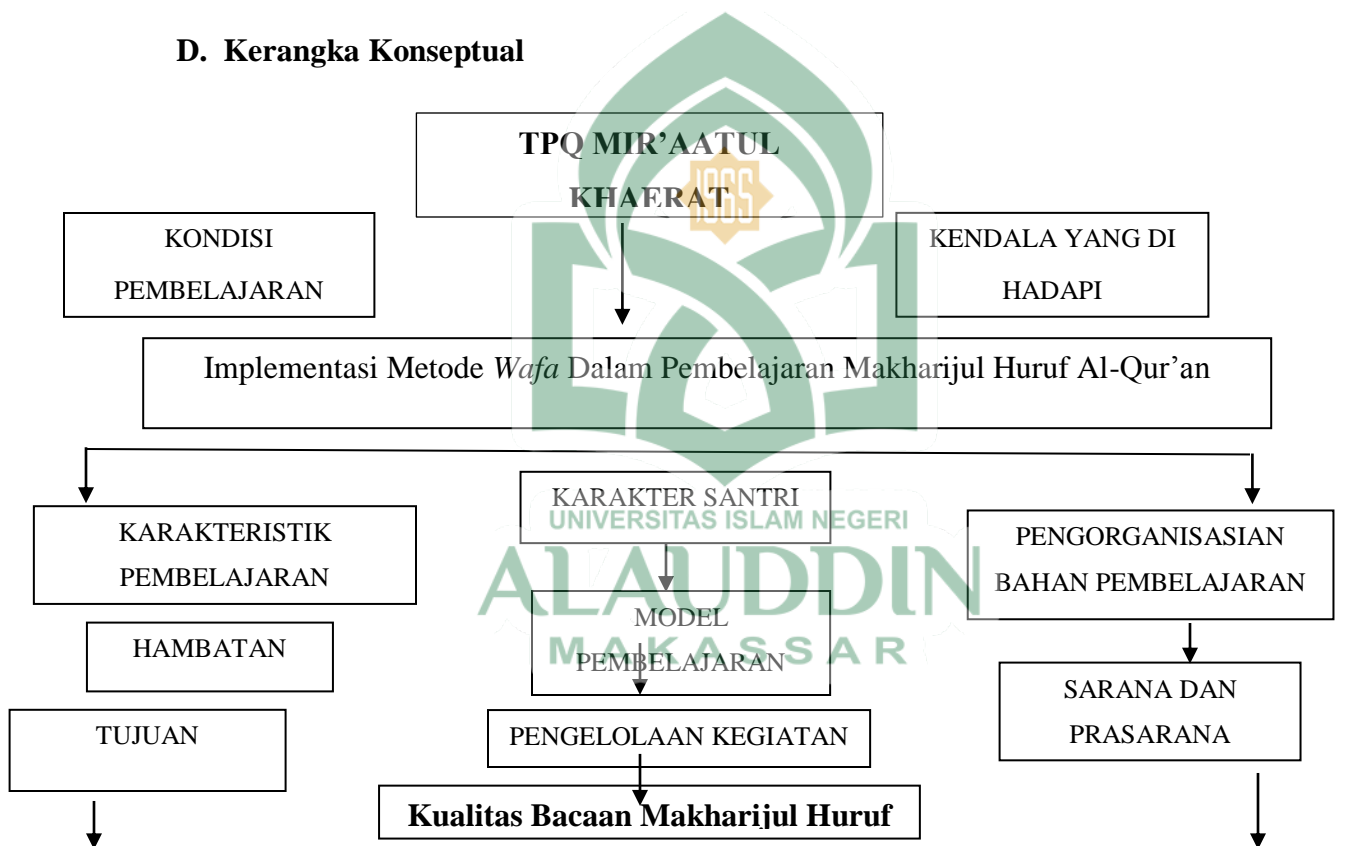 D. Kerangka Konseptual
TPQ MIR'AATUL
KHAERAT
1965
KONDISI
PEMBELAJARAN
KENDALA YANG DI
HADAPI
Implementasi Metode Wafa Dalam Pembelajaran Makharijul Huruf Al-Qur'an
KARAKTERISTIK
PEMBELAJARAN
KARAKTER SANTRI
UNIVERSITAS ISLAM NEGERI
ALAUDDIN
MAKASSAR
PENGORGANISASIAN
BAHAN PEMBELAJARAN
HAMBATAN
MODEL
PEMBELAJARAN
SARANA DAN
PRASARANA
TUJUAN
PENGELOLAAN KEGIATAN
Kualitas Bacaan Makharijul Huruf